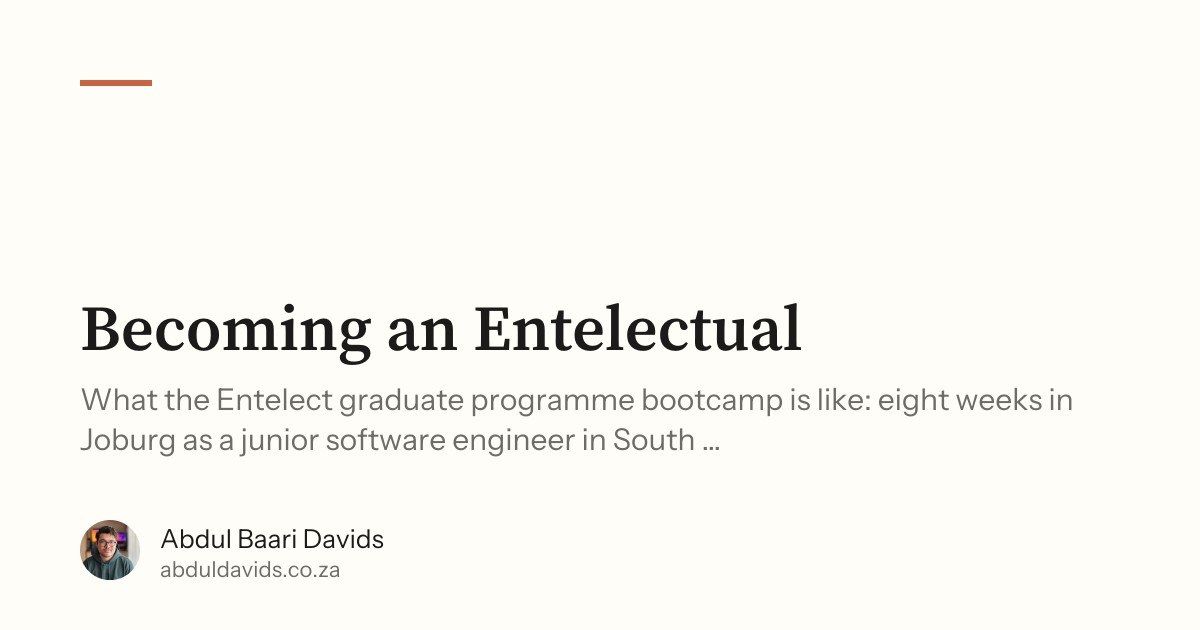 Becoming an Entelectual
What the Entelect graduate programme bootcamp is like: eight weeks in
Joburg as a junior software engineer in South ...
Abdul Baari Davids
abduldavids.co.za